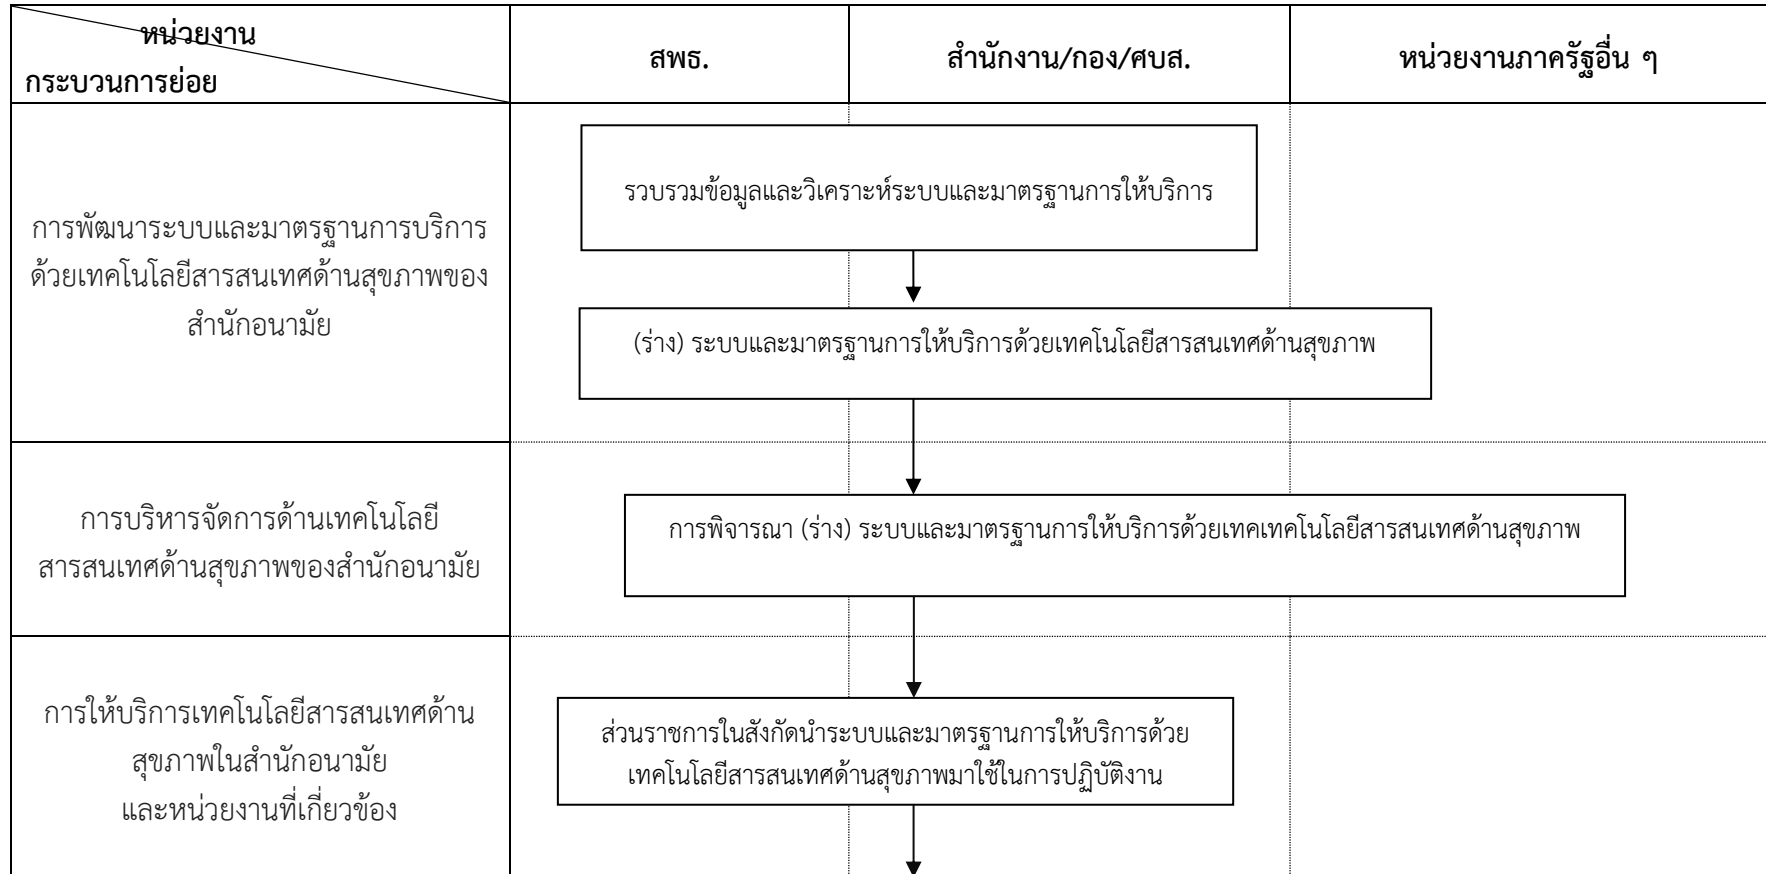 หน่วยงาน
กระบวนการย่อย
สพธ.
สำนักงาน/กอง/ศบส.
หน่วยงานภาครัฐอื่น ๆ
การพัฒนาระบบและมาตรฐานการบริการ
ด้วยเทคโนโลยีสารสนเทศด้านสุขภาพของ
สำนักอนามัย
รวบรวมข้อมูลและวิเคราะห์ระบบและมาตรฐานการให้บริการ
(ร่าง) ระบบและมาตรฐานการให้บริการด้วยเทคโนโลยีสารสนเทศด้านสุขภาพ
การบริหารจัดการด้านเทคโนโลยี
สารสนเทศด้านสุขภาพของสำนักอนามัย
การพิจารณา (ร่าง) ระบบและมาตรฐานการให้บริการด้วยเทคเทคโนโลยีสารสนเทศด้านสุขภาพ
การให้บริการเทคโนโลยีสารสนเทศด้าน
สุขภาพในสำนักอนามัย
และหน่วยงานที่เกี่ยวข้อง
ส่วนราชการในสังกัดนำระบบและมาตรฐานการให้บริการด้วย
เทคโนโลยีสารสนเทศด้านสุขภาพมาใช้ในการปฏิบัติงาน